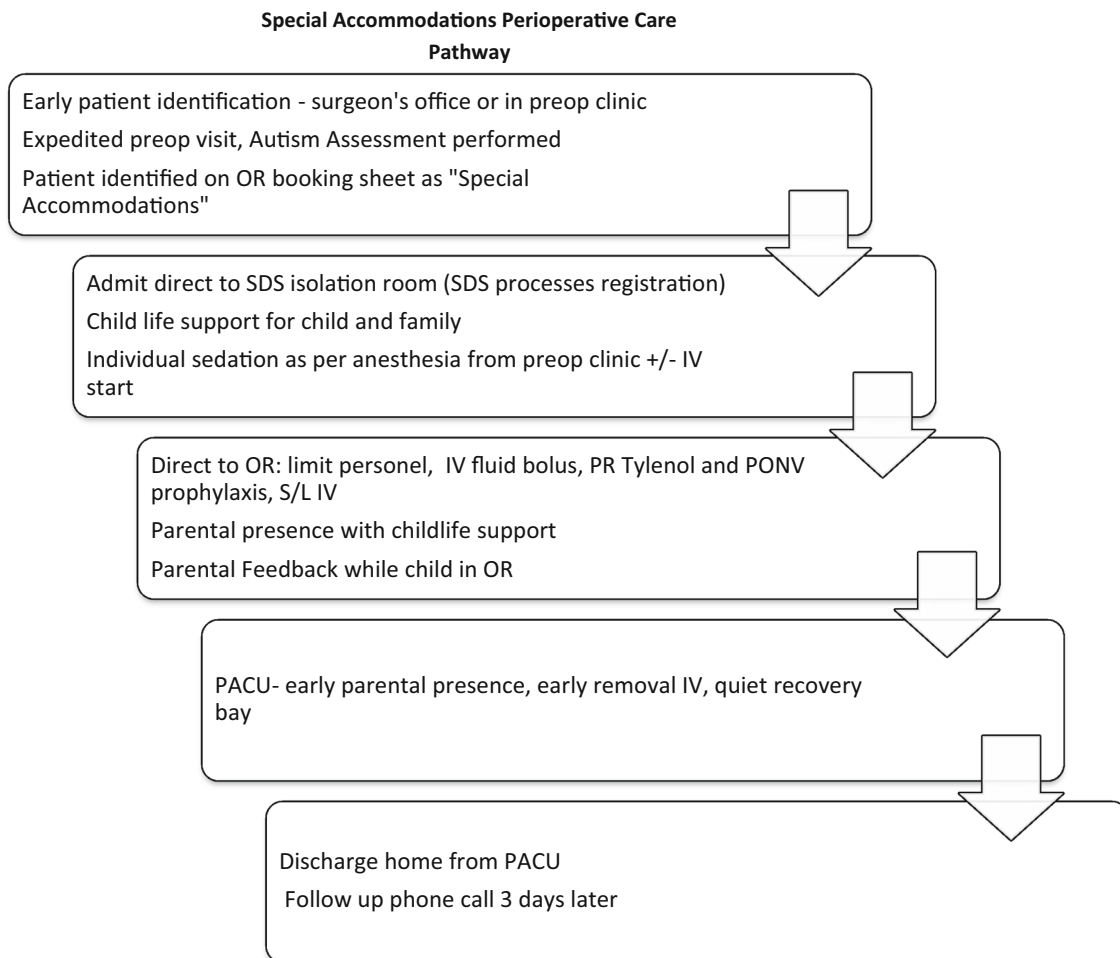 Special Accommodations Perioperative Care
Pathway
Early patient identification - surgeon's office or in preop clinic
Expedited preop visit, Autism Assessment performed
Patient identified on OR booking sheet as "Special
Accommodations"
Admit direct to SDS isolation room (SDS processes registration)
Child life support for child and family
Individual sedation as per anesthesia from preop clinic +/- IV
start
Direct to OR: limit personel, IV fluid bolus, PR Tylenol and PONV
prophylaxis, S/L IV
Parental presence with childlife support
Parental Feedback while child in OR
PACU- early parental presence, early removal IV, quiet recovery
bay
Discharge home from PACU
Follow up phone call 3 days later